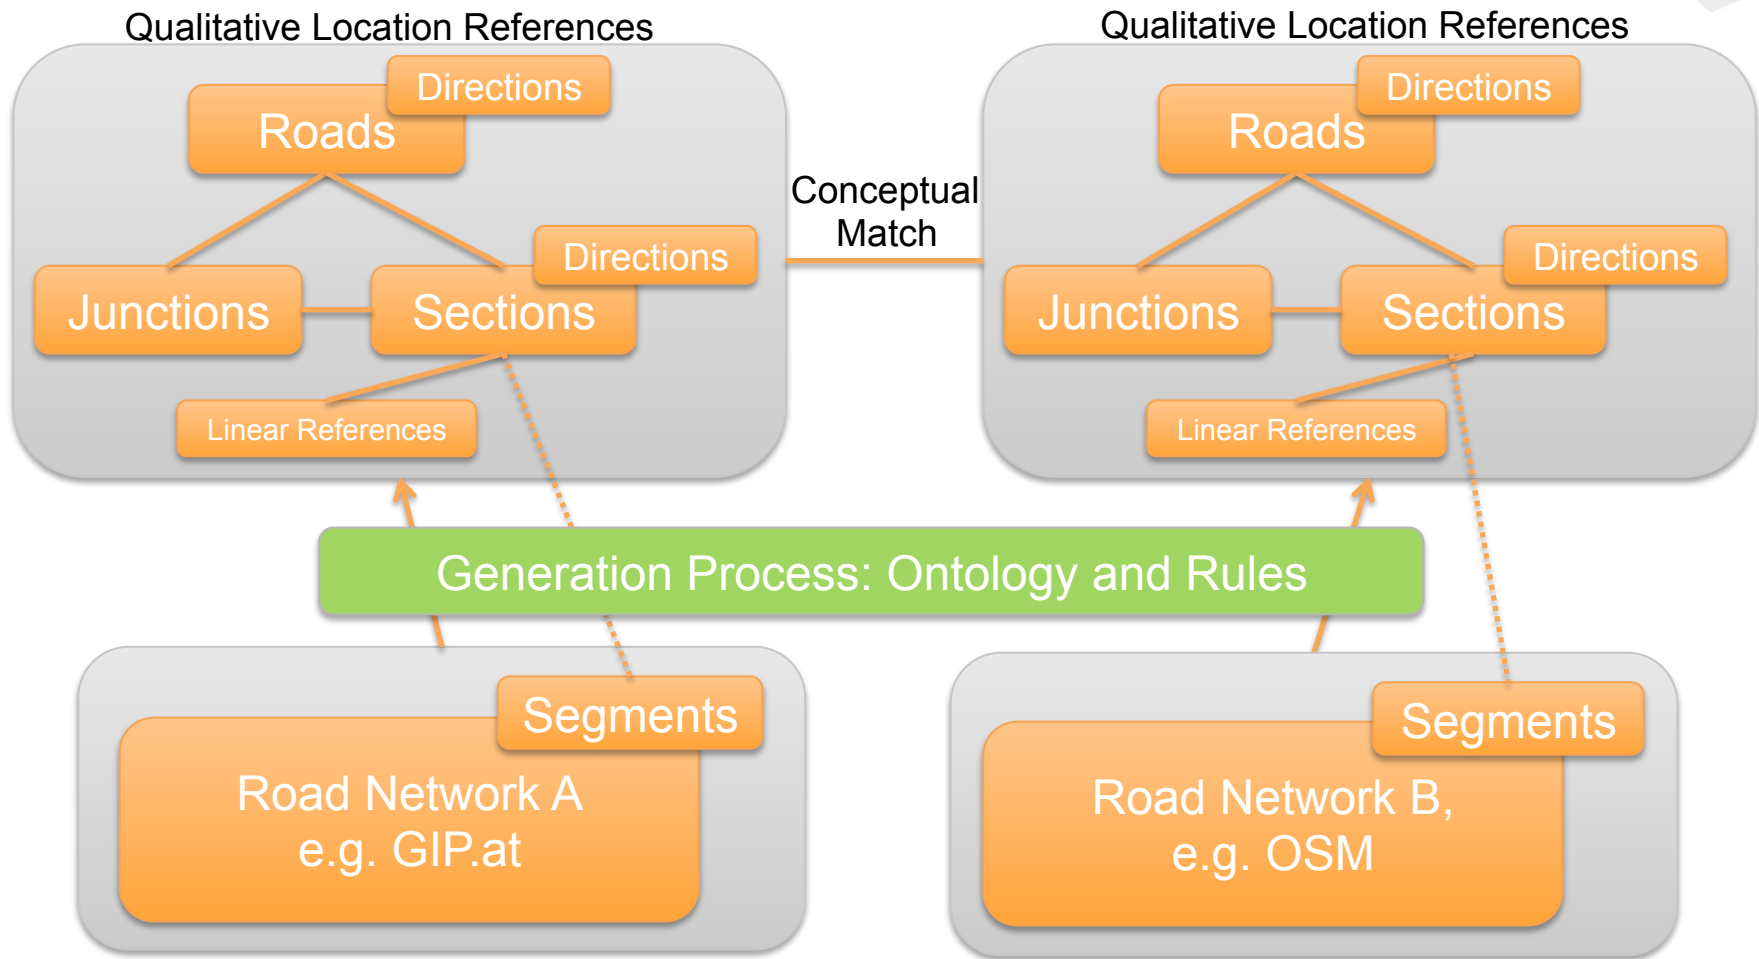 Qualitative Location References
Directions
Roads
Directions
Junctions
Sections
Linear References
Conceptual
Match
Qualitative Location References
Directions
Roads
Directions
Junctions
Sections
Linear References
Generation Process: Ontology and Rules
Segments
Road Network A
e.g. GIP.at
Segments
Road Network B,
e.g. OSM